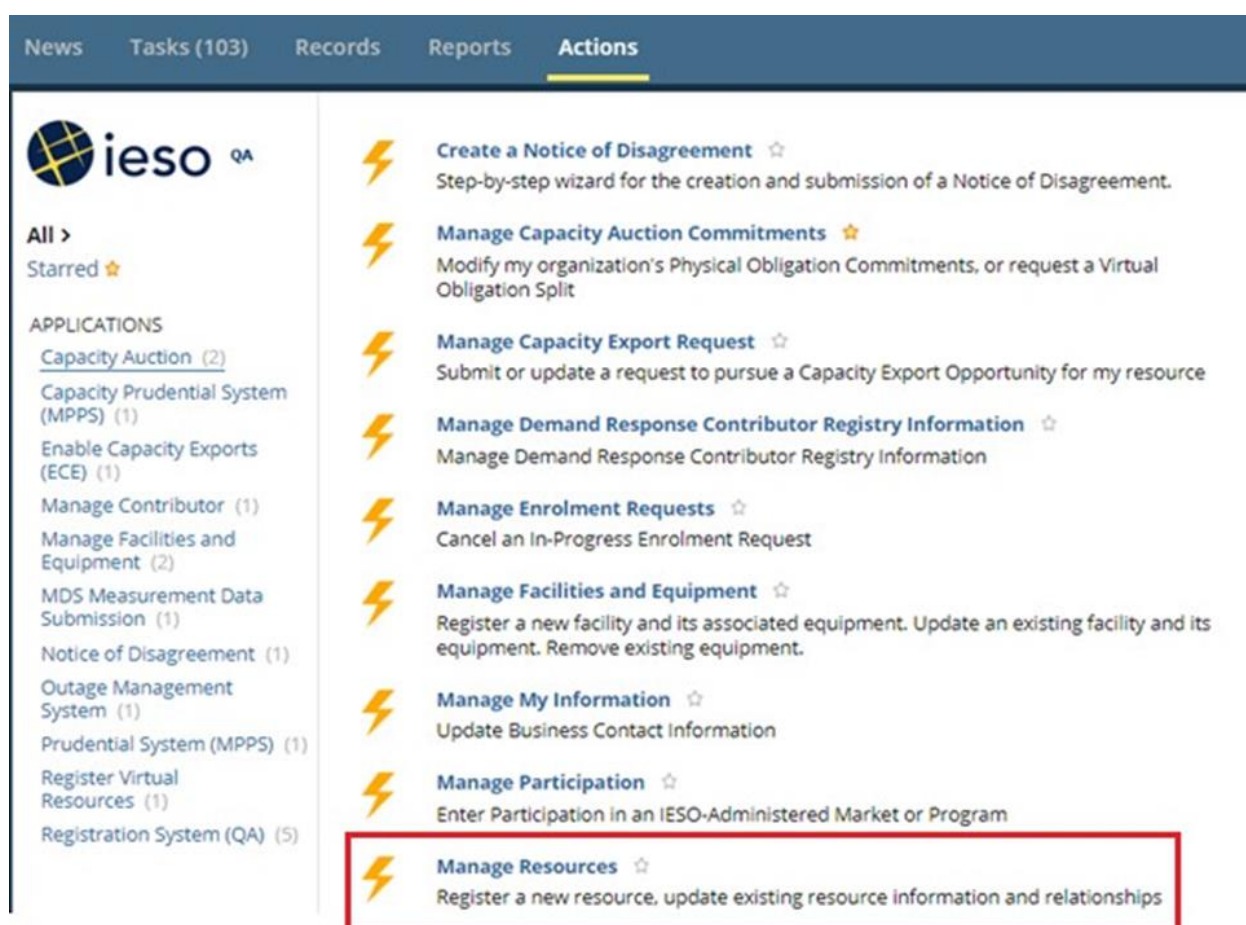 News Tasks (103) Records Reports Actions
ieso QA
All >
Starred
APPLICATIONS
Capacity Auction (2)
Capacity Prudential System
(MPPS) (1)
Enable Capacity Exports
(ECE) (1)
Manage Contributor (1)
Manage Facilities and
Equipment (2)
MDS Measurement Data
Submission (1)
Notice of Disagreement (1)
Outage Management
System (1)
Prudential System (MPPS) (1)
Register Virtual
Resources (1)
Registration System (QA) (5)
Create a Notice of Disagreement
Step-by-step wizard for the creation and submission of a Notice of Disagreement.
Manage Capacity Auction Commitments
Modify my organization's Physical Obligation Commitments, or request a Virtual
Obligation Split
Manage Capacity Export Request
Submit or update a request to pursue a Capacity Export Opportunity for my resource
Manage Demand Response Contributor Registry Information
Manage Demand Response Contributor Registry Information
Manage Enrolment Requests
Cancel an In-Progress Enrolment Request
Manage Facilities and Equipment
Register a new facility and its associated equipment. Update an existing facility and its
equipment. Remove existing equipment.
Manage My Information
Update Business Contact Information
Manage Participation
Enter Participation in an IESO-Administered Market or Program
Manage Resources
Register a new resource, update existing resource information and relationships